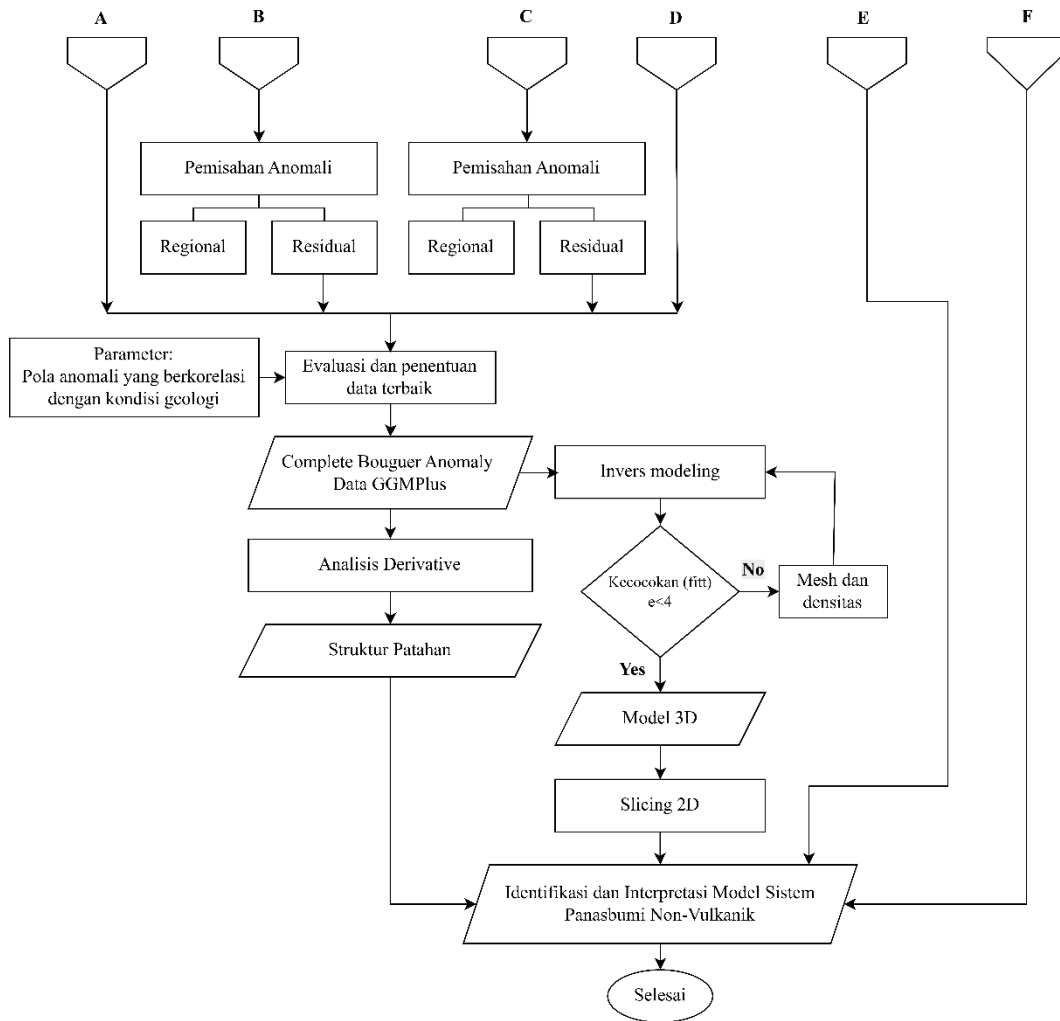 A
B
C
D
E
F
Pemisahan Anomali
Pemisahan Anomali
Regional
Residual
Regional
Residual
Parameter:
Pola anomali yang berkorelasi
dengan kondisi geologi
Evaluasi dan penentuan
data terbaik
Complete Bouguer Anomaly
Data GGMPlus
Invers modeling
Analisis Derivative
Kecocokan (fitt)
e<4
No
Mesh dan
densitas
Struktur Patahan
Yes
Model 3D
Slicing 2D
Identifikasi dan Interpretasi Model Sistem
Panasbumi Non-Vulkanik
Selesai